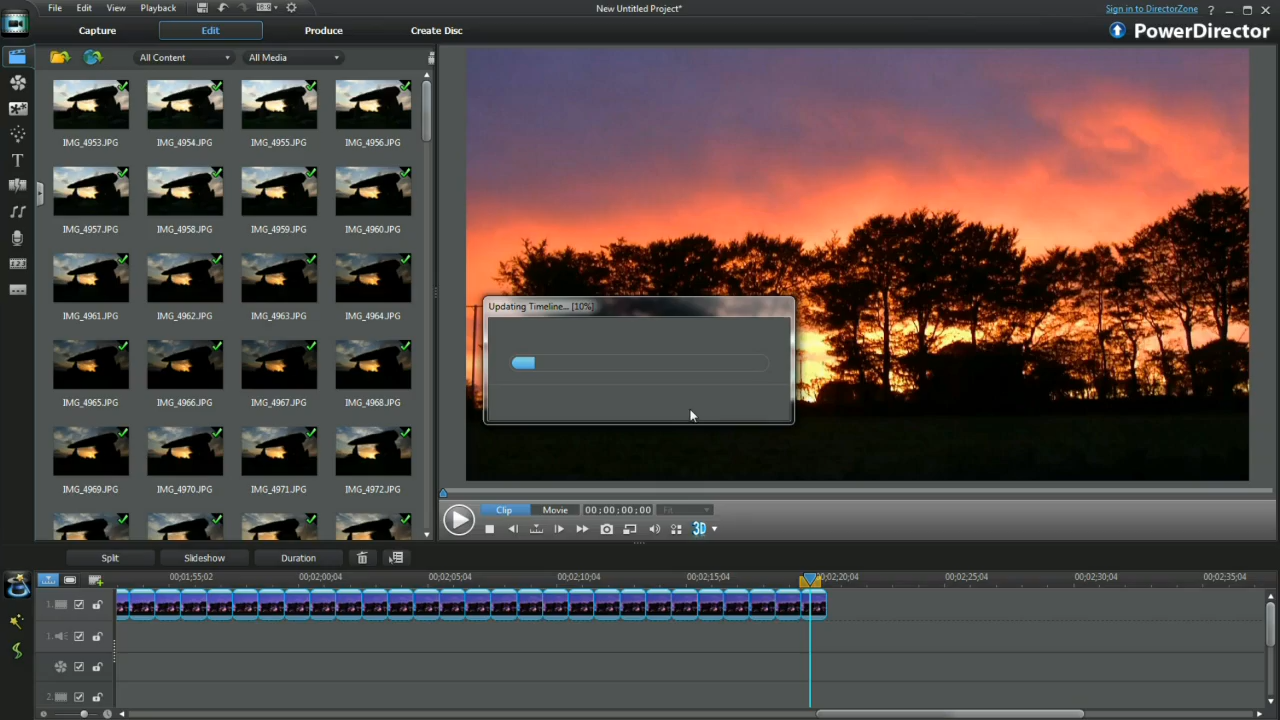 File Edit View Playback
New Untitled Project*
Sign in to DirectorZone ?
Capture Edit Produce Create Disc
PowerDirector
All Content All Media
IMG_4953.JPG IMG_4954.JPG IMG_4955.JPG IMG_4956.JPG
IMG_4957.JPG IMG_4958.JPG IMG_4959.JPG IMG_4960.JPG
IMG_4961.JPG IMG_4962.JPG IMG_4963.JPG IMG_4964.JPG
IMG_4965.JPG IMG_4966.JPG IMG_4967.JPG IMG_4968.JPG
IMG_4969.JPG IMG_4970.JPG IMG_4971.JPG IMG_4972.JPG
Updating Timeline... [10%]
Clip Movie 00;00;00;00 Fit
3D
Split Slideshow Duration
00;01;55;02 00;02;00;04 00;02;05;04 00;02;10;04 00;02;15;04 00;02;20;04 00;02;25;04 00;02;30;04 00;02;35;04
1.
1.
2.